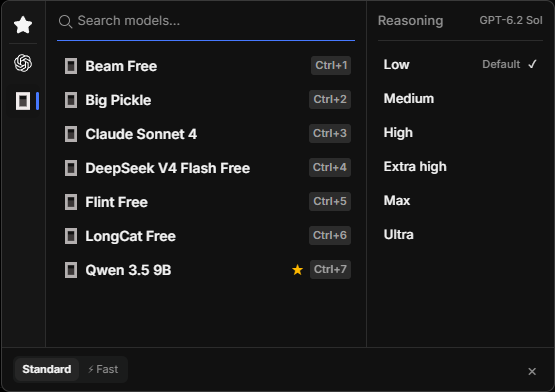 Search models...
Beam Free Ctrl+1
Big Pickle Ctrl+2
Claude Sonnet 4 Ctrl+3
DeepSeek V4 Flash Free Ctrl+4
Flint Free Ctrl+5
LongCat Free Ctrl+6
Qwen 3.5 9B Ctrl+7
Reasoning GPT-6.2 Sol
Low Default ✓
Medium
High
Extra high
Max
Ultra
Standard ⚡Fast ×